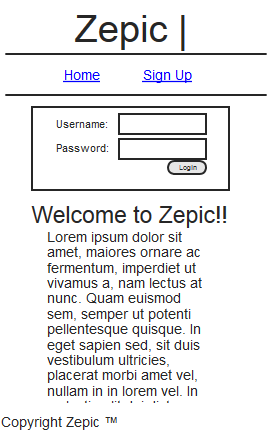 Zepic |
Home Sign Up
Username:
Password:
Login
Welcome to Zepic!!
Lorem ipsum dolor sit
amet, maiores ornare ac
fermentum, imperdiet ut
vivamus a, nam lectus at
nunc. Quam euismod
sem, semper ut potenti
pellentesque quisque. In
eget sapien sed, sit duis
vestibulum ultricies,
placerat morbi amet vel,
nullam in in lorem vel. In
Copyright Zepic ™